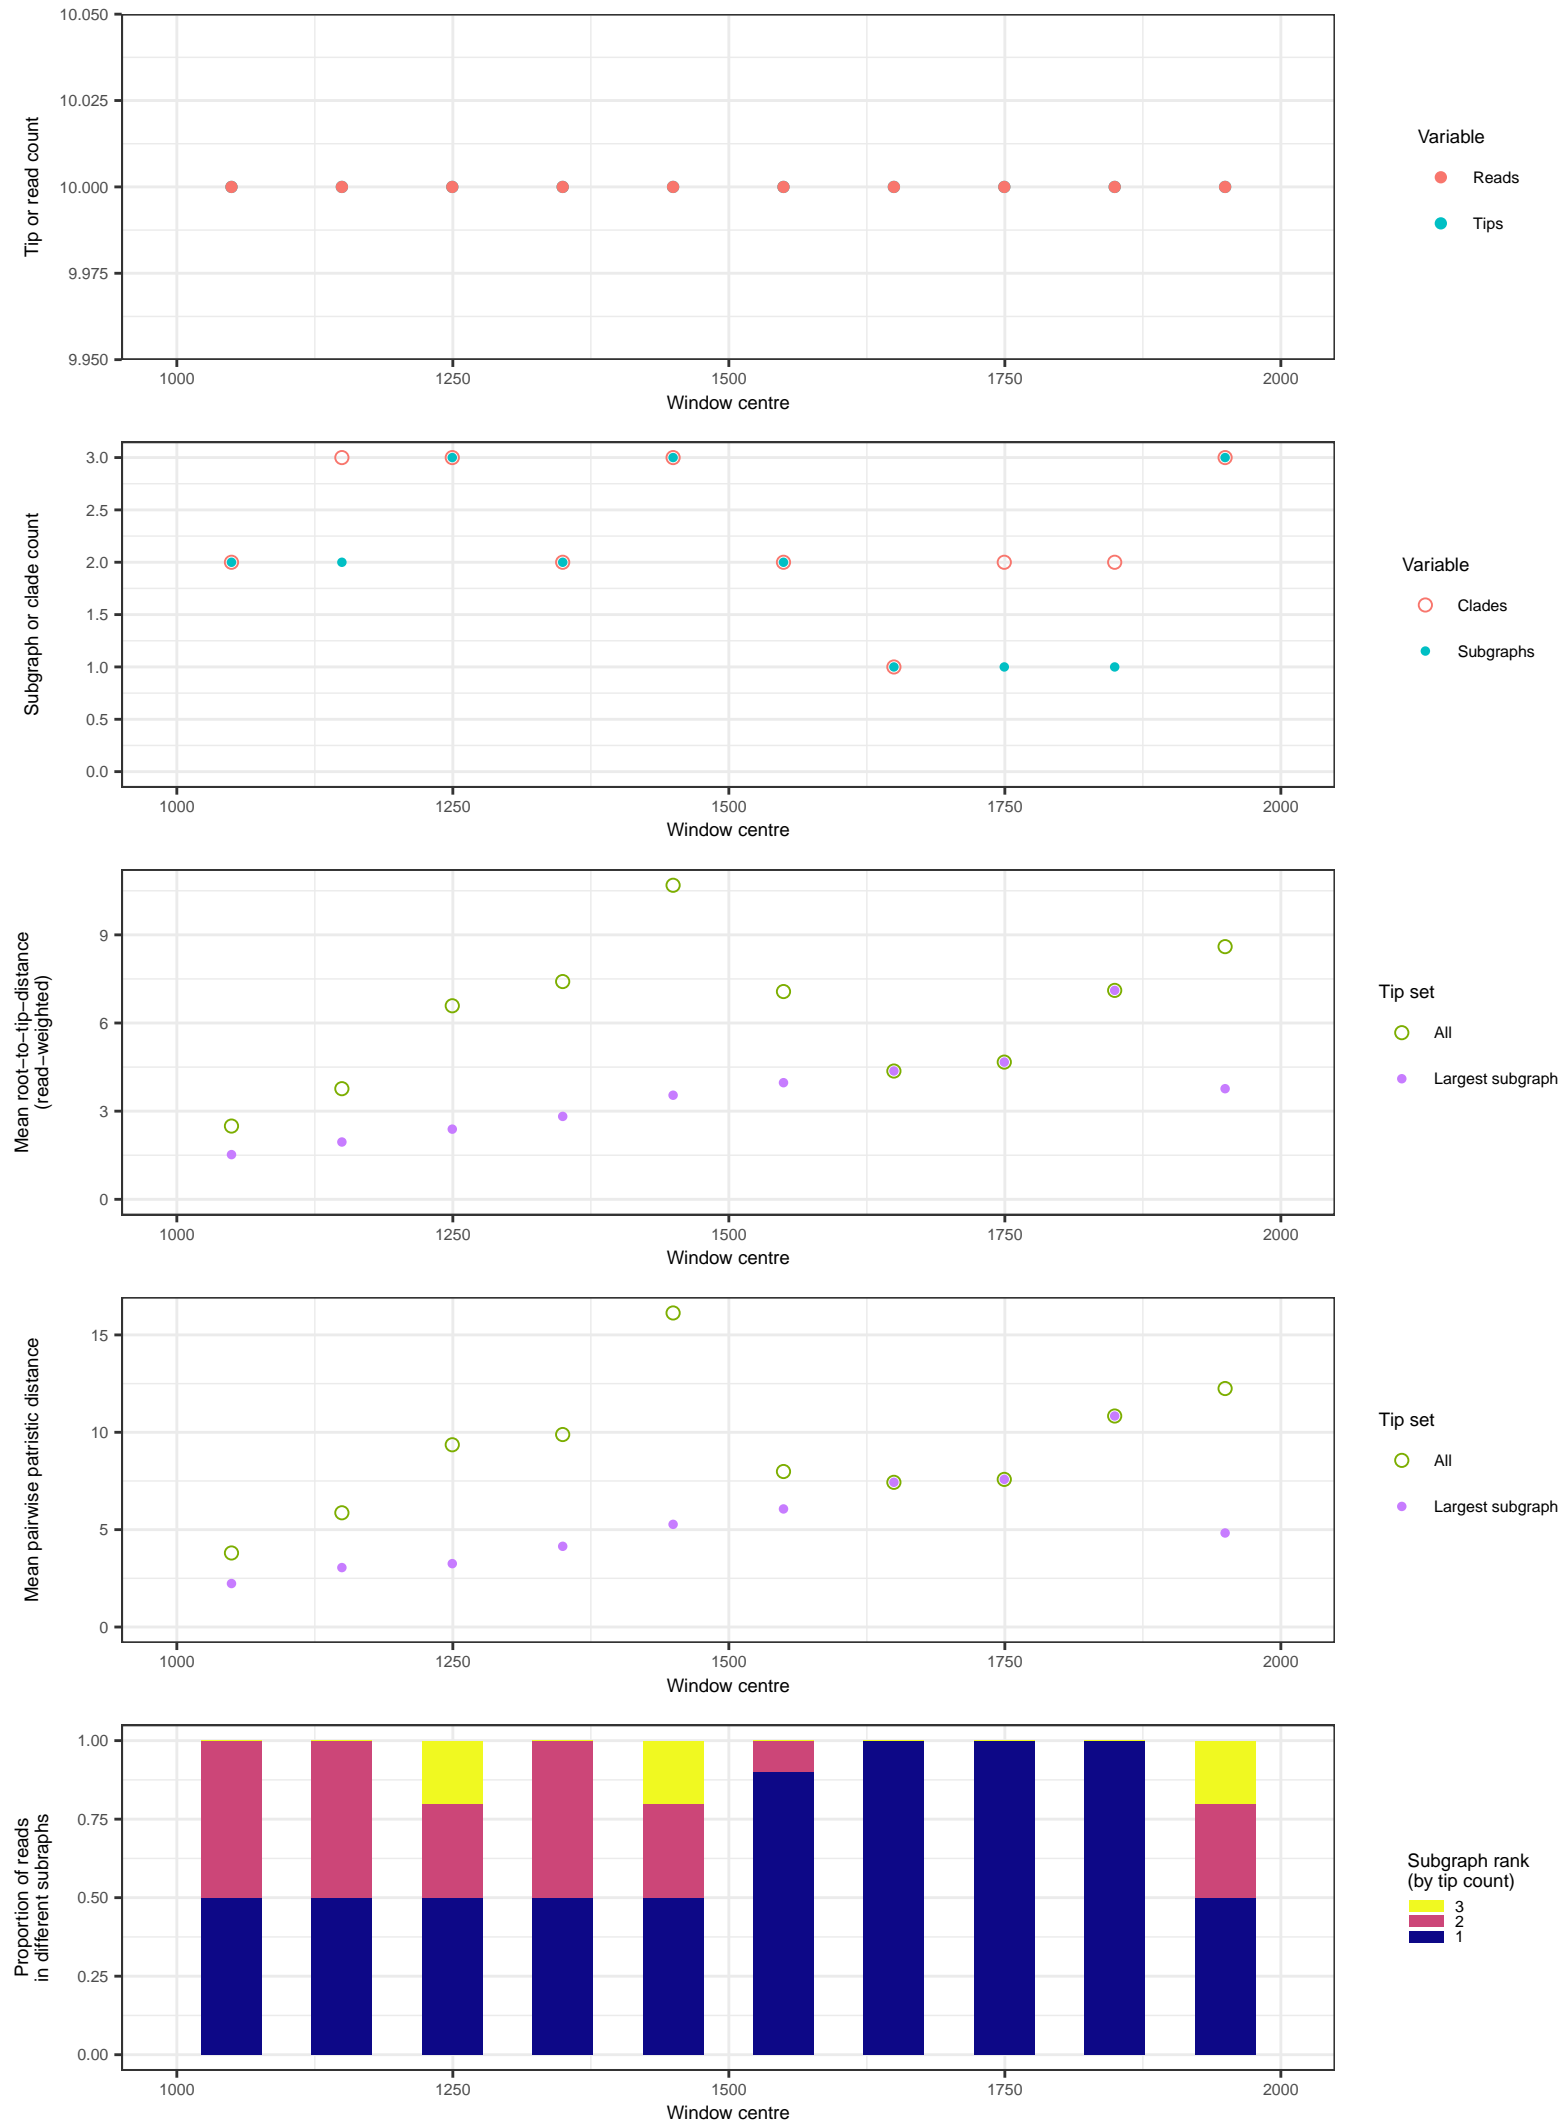 10.050
10.025
10.000
9.975
9.950
Tip or read count
1000 1250 1500 1750 2000
Window centre
Variable
Reads
Tips
3.0
2.5
2.0
1.5
1.0
0.5
0.0
Subgraph or clade count
1000 1250 1500 1750 2000
Window centre
Variable
Clades
Subgraphs
9
6
3
0
Mean root−to−tip−distance
(read−weighted)
1000 1250 1500 1750 2000
Window centre
Tip set
All
Largest subgraph
15
10
5
0
Mean pairwise patristic distance
1000 1250 1500 1750 2000
Window centre
Tip set
All
Largest subgraph
1.00
0.75
0.50
0.25
0.00
Proportion of reads
in different subraphs
1000 1250 1500 1750 2000
Window centre
Subgraph rank
(by tip count)
3
2
1